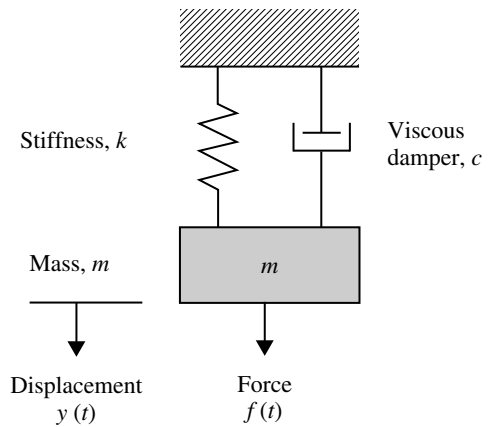 Stiffness, k
Viscous
damper, c
Mass, m
m
Displacement
y (t)
Force
f (t)